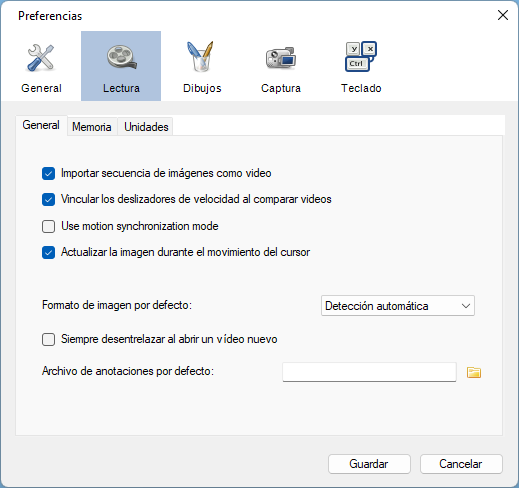 Preferencias
General
Lectura
Dibujos
Captura
Y X
Ctrl
Teclado
General
Memoria
Unidades
Importar secuencia de imágenes como video
Vincular los deslizadores de velocidad al comparar videos
Use motion synchronization mode
Actualizar la imagen durante el movimiento del cursor
Formato de imagen por defecto:
Detección automática
Siempre desentrelazar al abrir un vídeo nuevo
Archivo de anotaciones por defecto:
Guardar
Cancelar